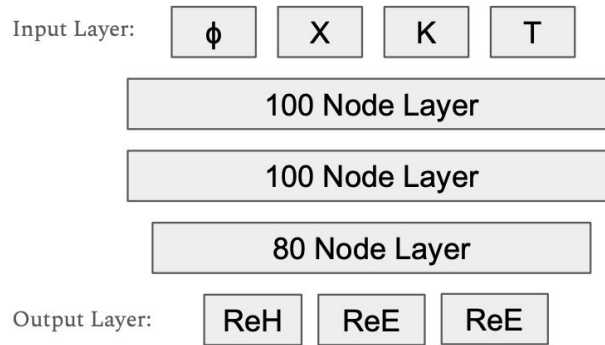 Input Layer: ϕ X K T
100 Node Layer
100 Node Layer
80 Node Layer
Output Layer: ReH ReE ReE